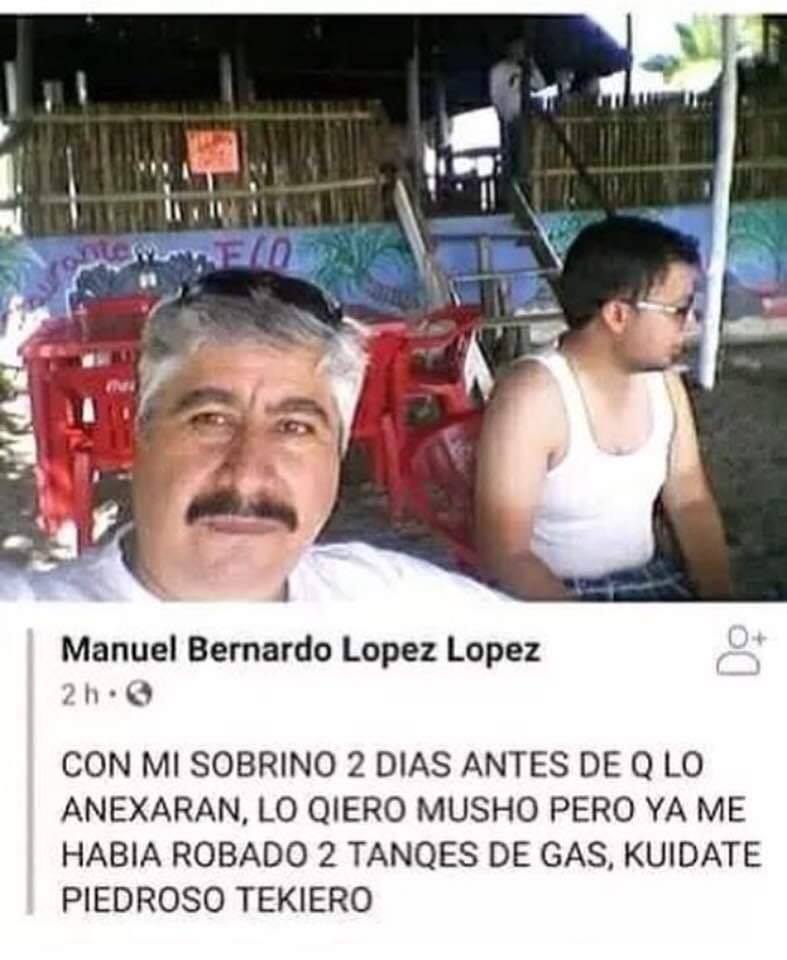 FLO
Manuel Bernardo Lopez Lopez
2 h
CON MI SOBRINO 2 DIAS ANTES DE Q LO
ANEXARAN, LO QIERO MUSHO PERO YA ME
HABIA ROBADO 2 TANQES DE GAS, KUIDATE
PIEDROSO TEKIERO